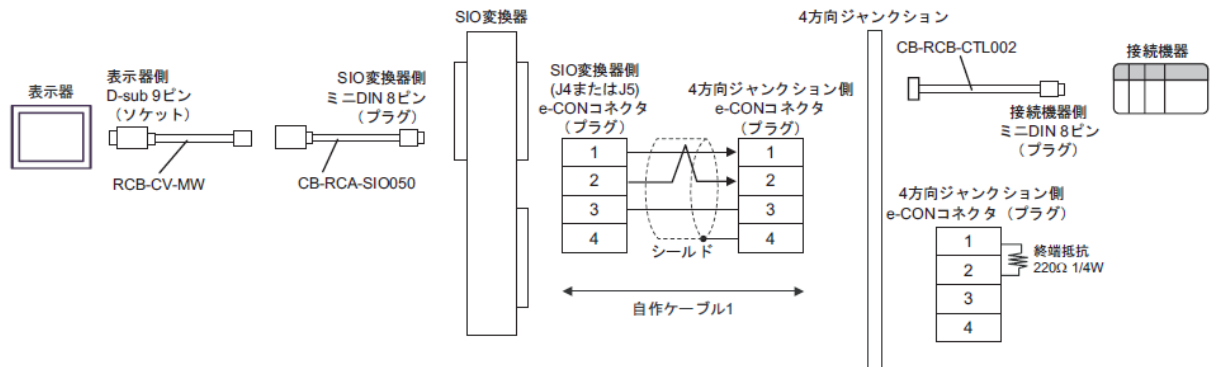 SIO変換器
4方向ジャンクション
表示器
表示器側
D-sub 9ピン
（ソケット）
RCB-CV-MW
SIO変換器側
ミニDIN 8ピン
（プラグ）
CB-RCA-SIO050
SIO変換器側
(J4またはJ5)
e-CONコネクタ
（プラグ）
1
2
3
4
4方向ジャンクション側
e-CONコネクタ
（プラグ）
1
2
3
4
シールド
自作ケーブル1
CB-RCB-CTL002
接続機器
接続機器側
ミニDIN 8ピン
（プラグ）
4方向ジャンクション側
e-CONコネクタ（プラグ）
1
2
3
4
終端抵抗
220Ω 1/4W